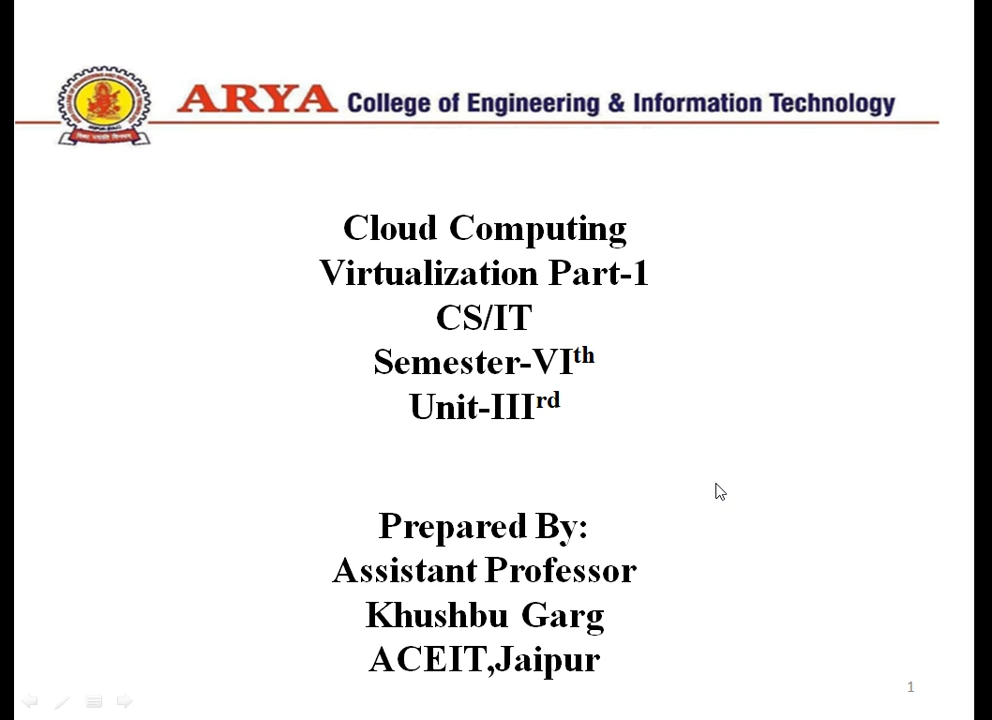 ARYA College of Engineering & Information Technology
Cloud Computing
Virtualization Part-1
CS/IT
Semester-VIth
Unit-IIIrd
Prepared By:
Assistant Professor
Khushbu Garg
ACEIT,Jaipur
1